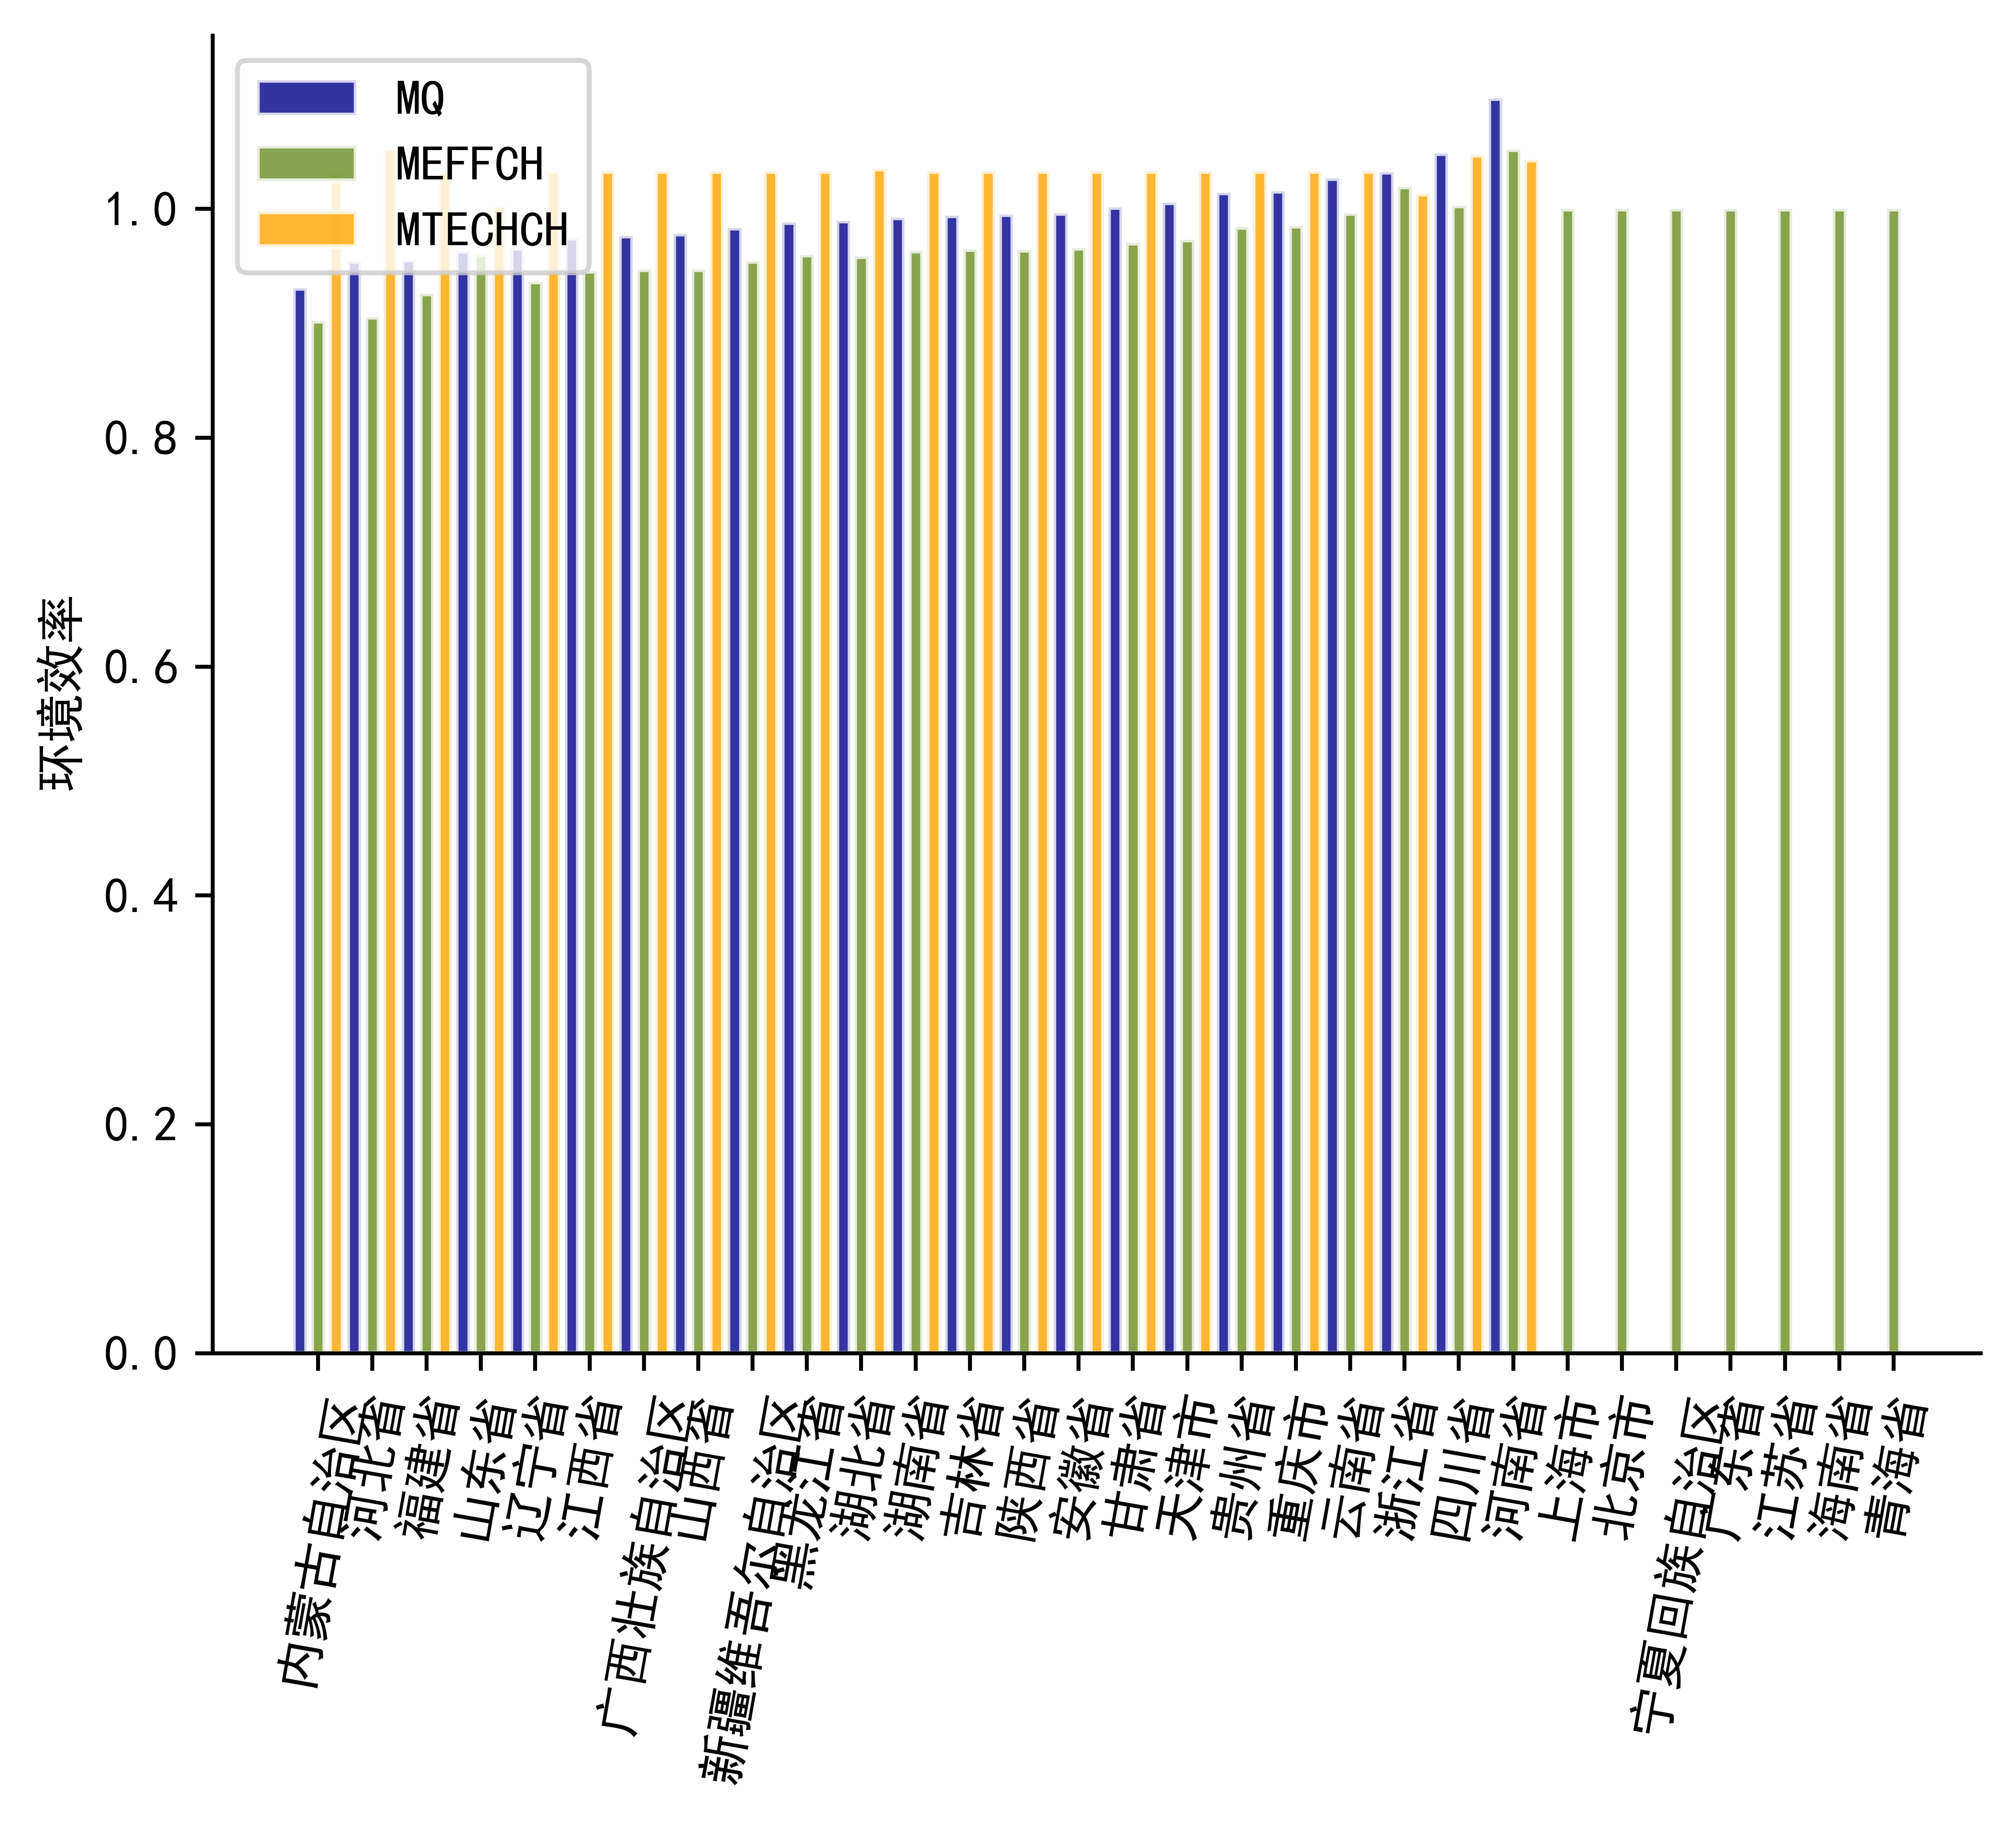 MQ
MEFFCH
MTECHCH
1.0
0.8
0.6
0.4
0.2
0.0
环境效率
内蒙古自治区
河北省
福建省
山东省
辽宁省
江西省
广西壮族自治区
山西省
新疆维吾尔自治区
黑龙江省
湖北省
湖南省
吉林省
陕西省
安徽省
甘肃省
天津市
贵州省
重庆市
云南省
浙江省
四川省
河南省
上海市
北京市
宁夏回族自治区
广东省
江苏省
海南省
青海省